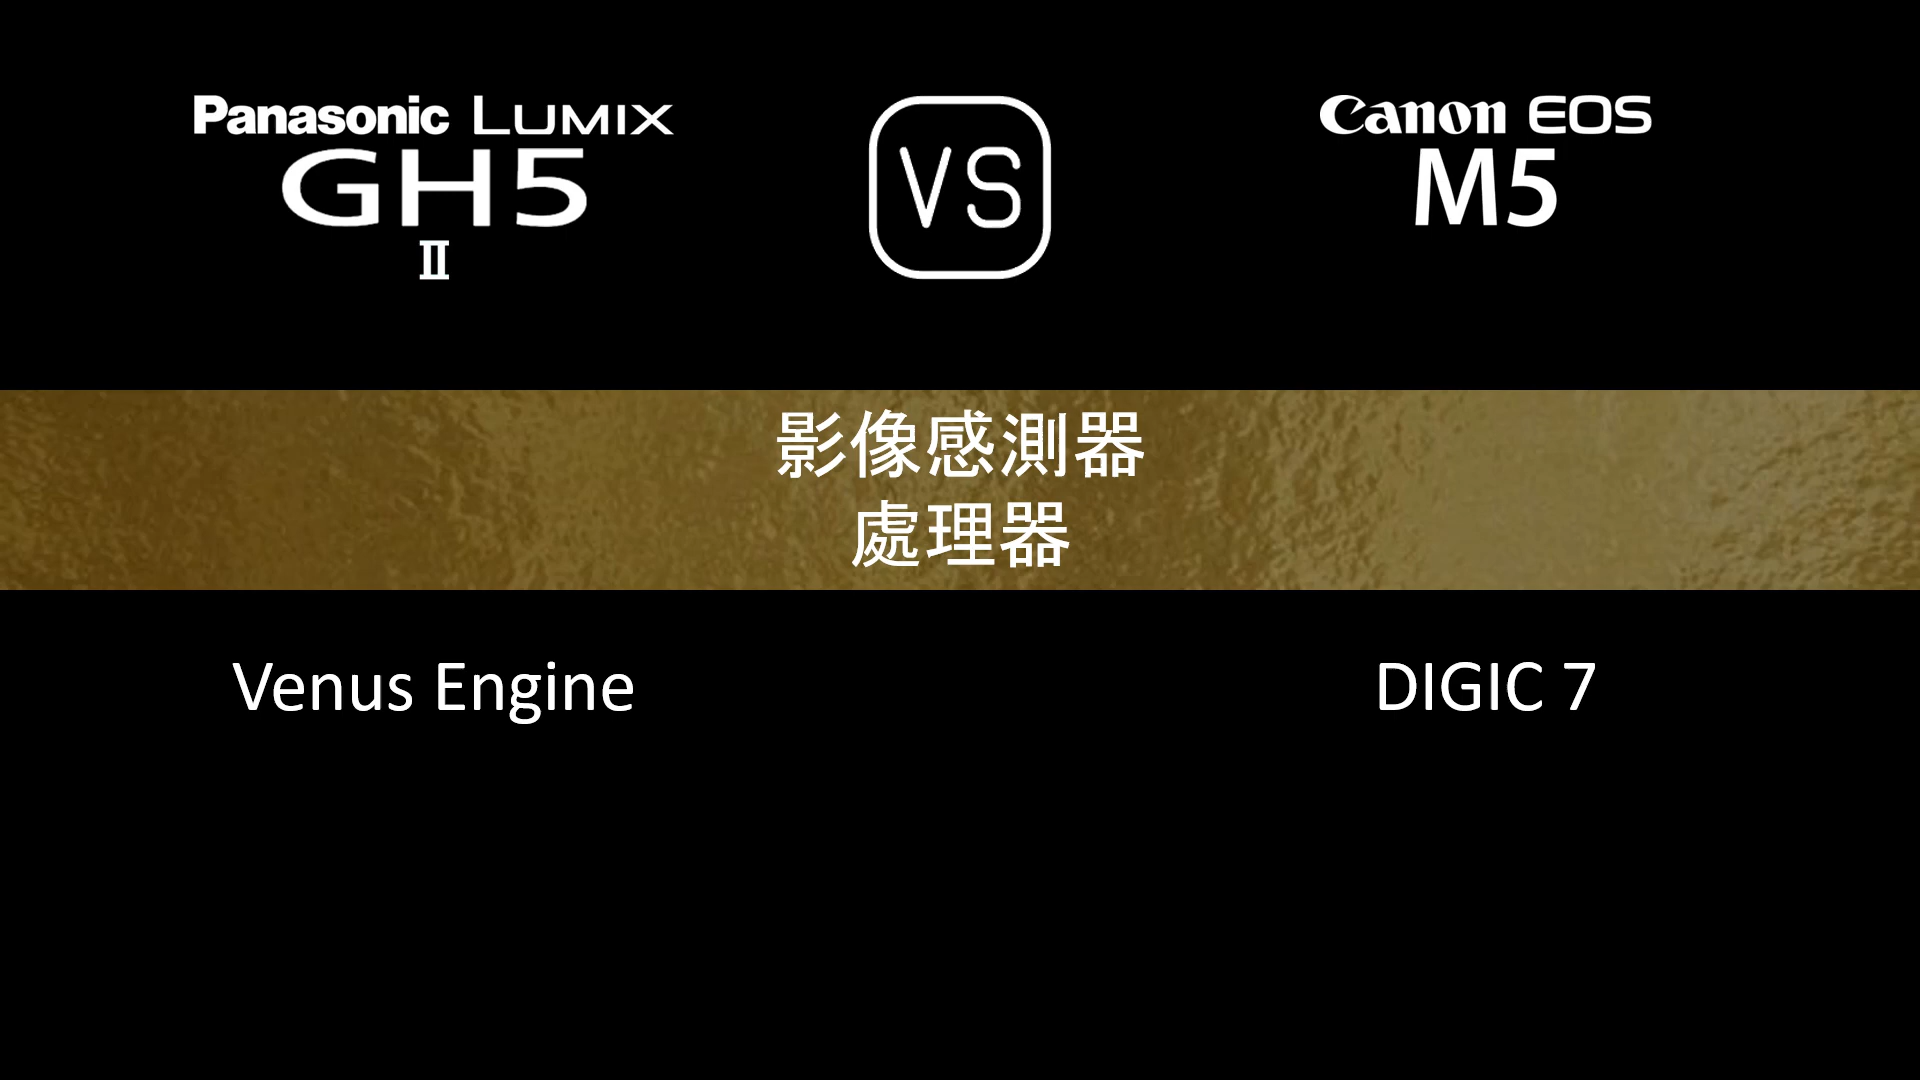 Panasonic LUMIX
GH5
II
VS
Canon EOS
M5
影像感測器
處理器
Venus Engine
DIGIC 7